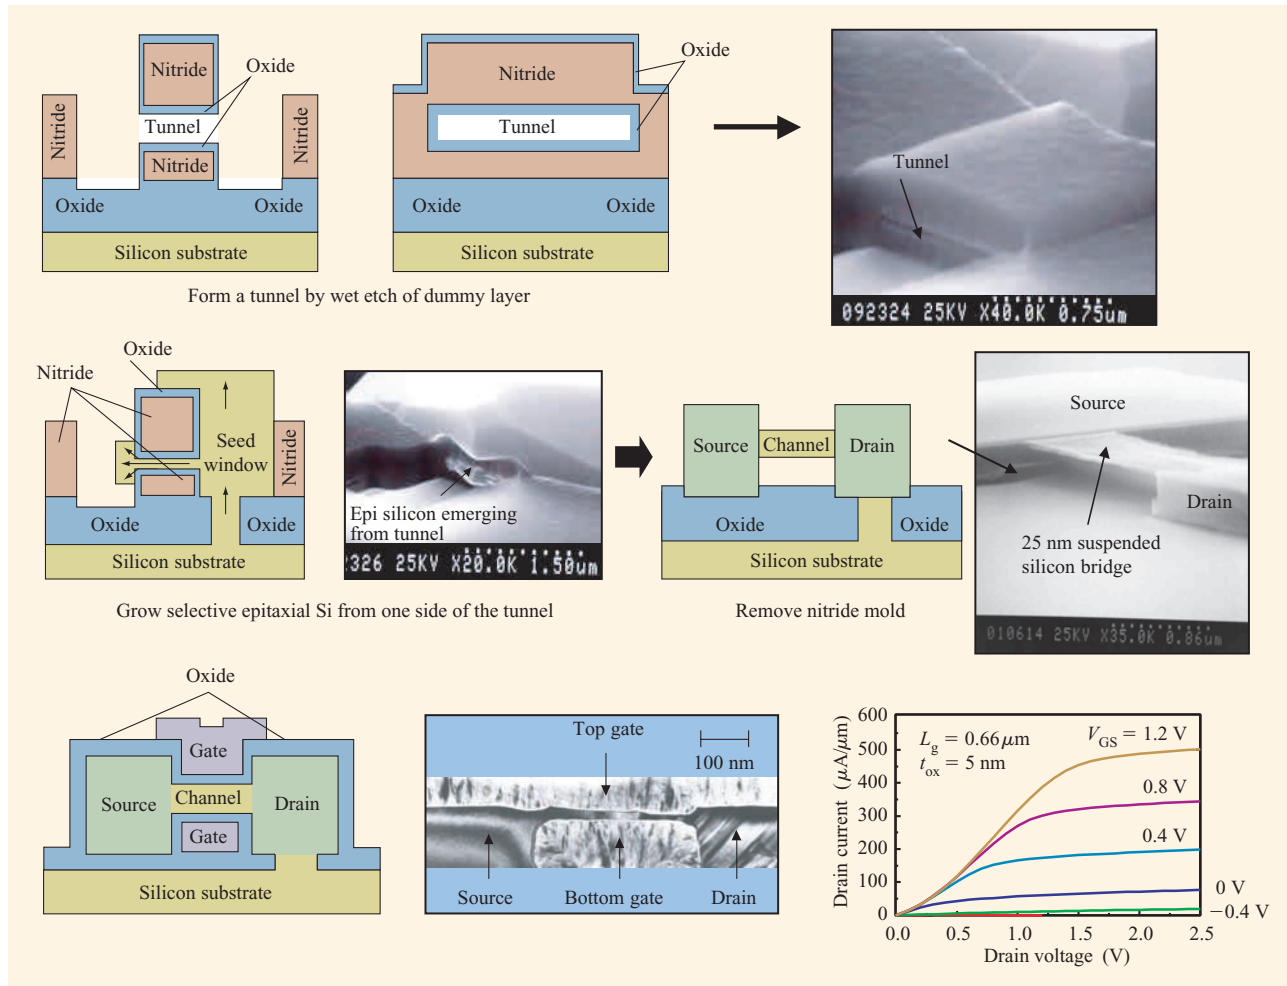 Nitride
Oxide
Nitride
Tunnel
Nitride
Nitride
Oxide
Oxide
Silicon substrate
Oxide
Nitride
Tunnel
Oxide
Oxide
Silicon substrate
Form a tunnel by wet etch of dummy layer
Tunnel
092324 25KV X40.0K 0.75um
Oxide
Nitride
Seed
window
Nitride
Oxide
Oxide
Silicon substrate
Epi silicon emerging
from tunnel
2326 25KV X20.0K 1.50um
Grow selective epitaxial Si from one side of the tunnel
Source
Channel
Drain
Oxide
Oxide
Silicon substrate
Remove nitride mold
Source
Drain
25 nm suspended
silicon bridge
010614 25KV X35.0K 0.86um
Oxide
Gate
Source
Channel
Drain
Gate
Silicon substrate
Top gate
100 nm
Source
Bottom gate
Drain
Drain current (μA/μm)
600
500
400
300
200
100
0
Lg = 0.66 μm
tox = 5 nm
VGS = 1.2 V
0.8 V
0.4 V
0 V
−0.4 V
0.0 0.5 1.0 1.5 2.0 2.5
Drain voltage (V)